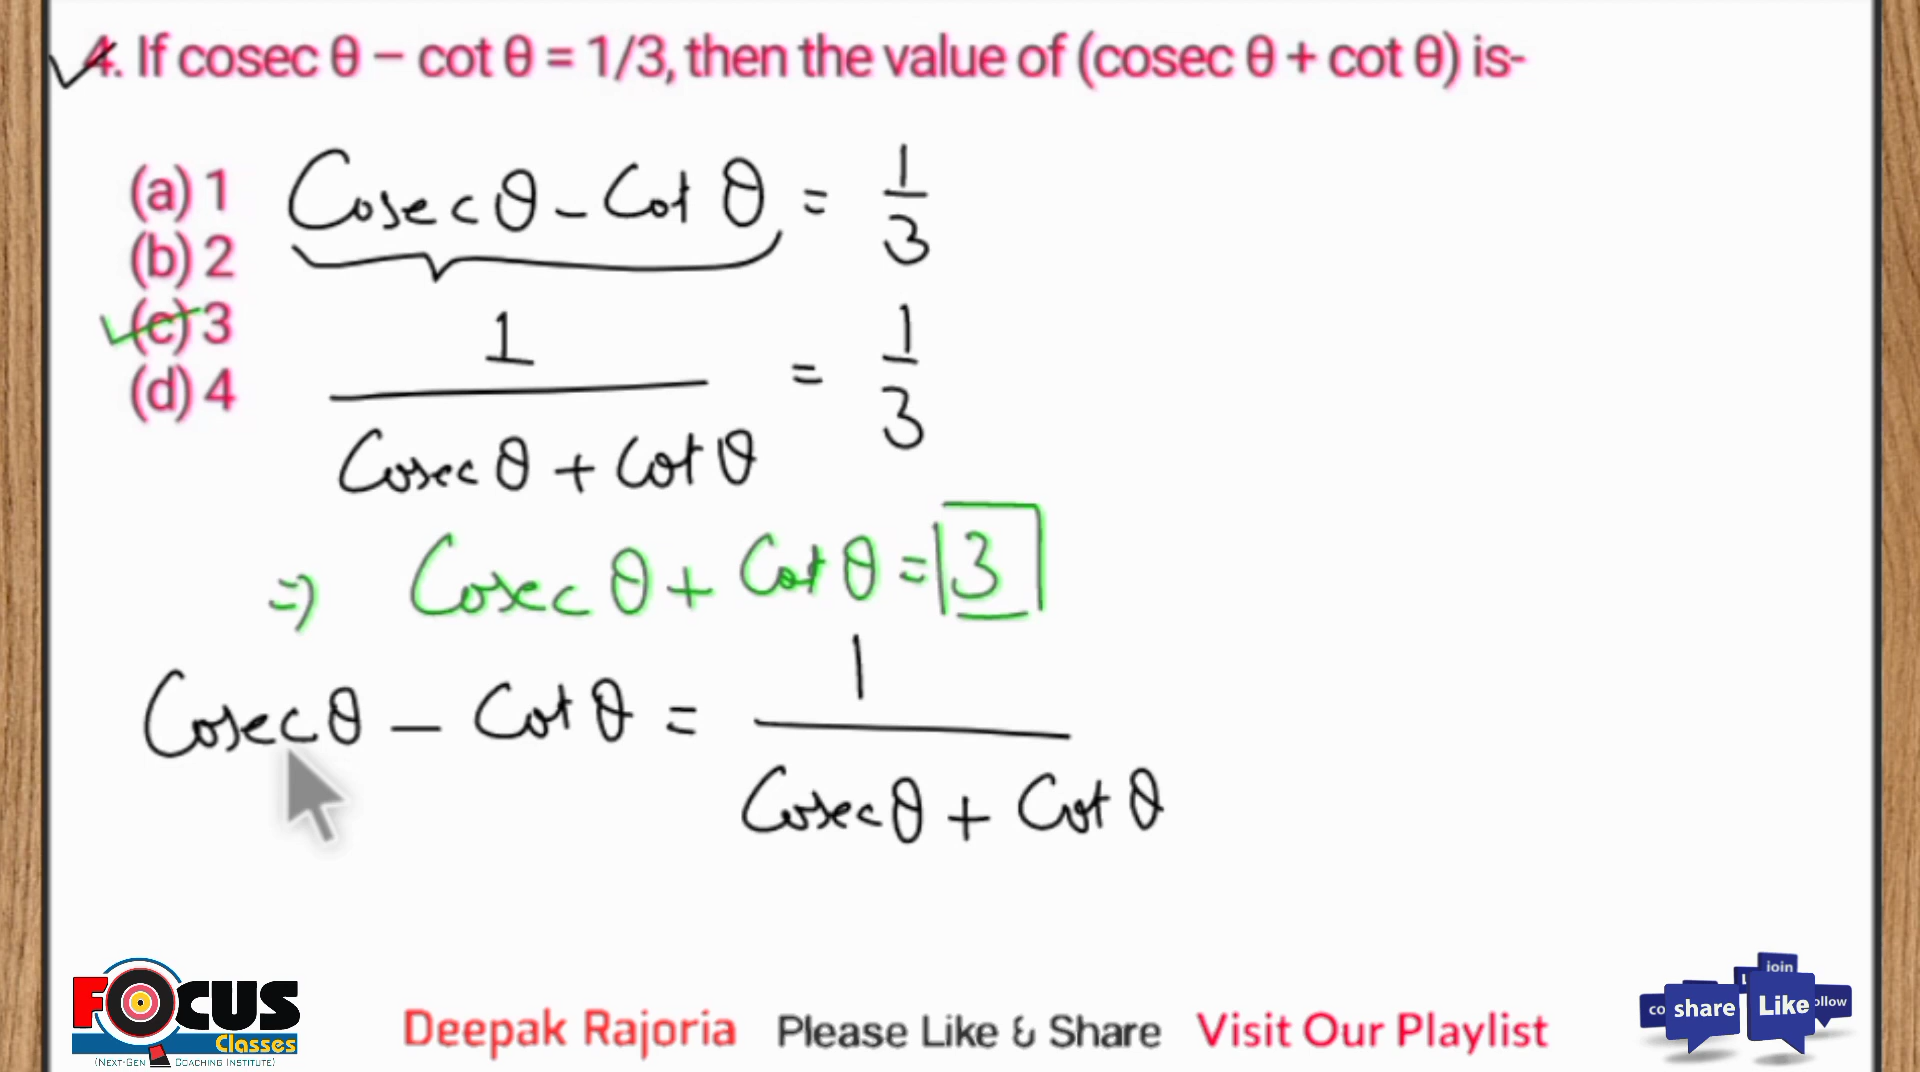 4. If cosec θ – cot θ = 1/3, then the value of (cosec θ + cot θ) is-
(a) 1
(b) 2
(c) 3
(d) 4
Cosec θ - Cot θ = 1/3
1/(Cosec θ + Cot θ) = 1/3
=> Cosec θ + Cot θ = 3
Cosec θ - Cot θ = 1/(Cosec θ + Cot θ)
FOCUS
Classes
(NEXT-GEN COACHING INSTITUTE)
Deepak Rajoria Please Like & Share Visit Our Playlist
join
co share Like ollow